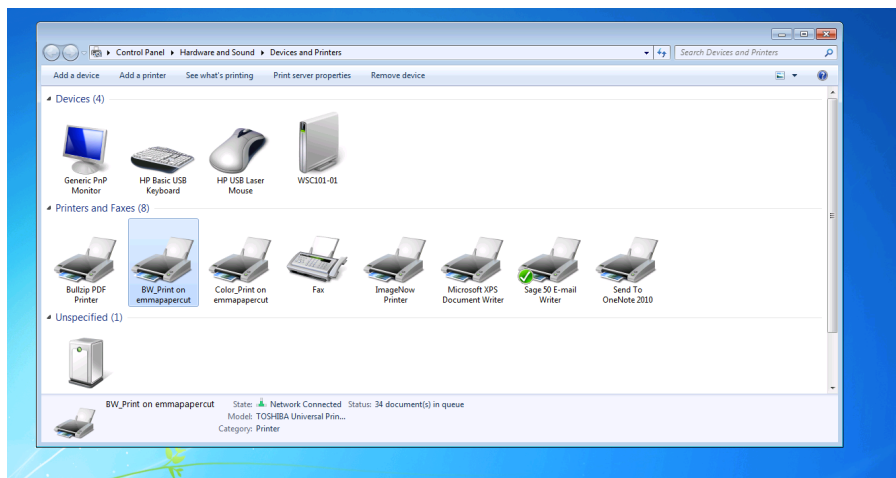 Control Panel ▸ Hardware and Sound ▸ Devices and Printers
Search Devices and Printers
Add a device Add a printer See what's printing Print server properties Remove device
Devices (4)
Generic PnP Monitor
HP Basic USB Keyboard
HP USB Laser Mouse
WSC101-01
Printers and Faxes (8)
Bullzip PDF Printer
BW_Print on emmapapercut
Color_Print on emmapapercut
Fax
ImageNow Printer
Microsoft XPS Document Writer
Sage 50 E-mail Writer
Send To OneNote 2010
Unspecified (1)
BW_Print on emmapapercut State: Network Connected Status: 34 document(s) in queue
Model: TOSHIBA Universal Prin...
Category: Printer